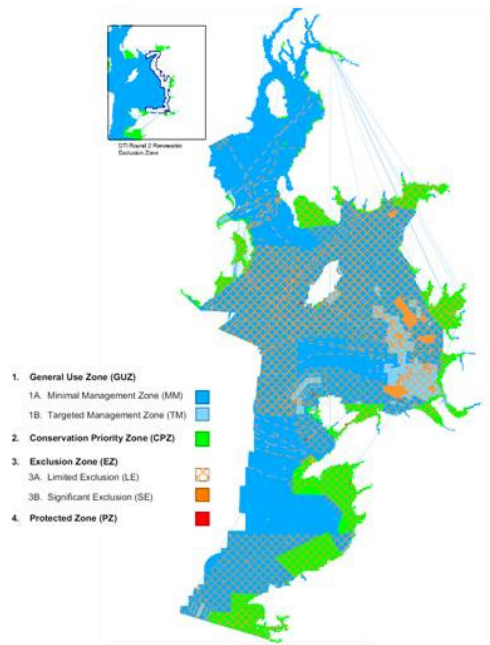 DTI Round 2 Renewable
Exclusion Zone
1. General Use Zone (GUZ)
1A. Minimal Management Zone (MM)
1B. Targeted Management Zone (TM)
2. Conservation Priority Zone (CPZ)
3. Exclusion Zone (EZ)
3A. Limited Exclusion (LE)
3B. Significant Exclusion (SE)
4. Protected Zone (PZ)